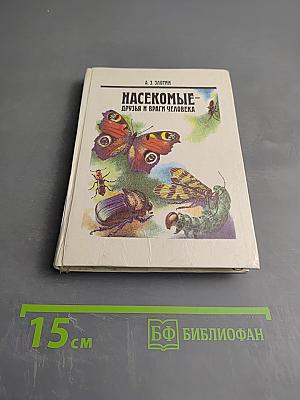 А. З. ЗЛОТИН
НАСЕКОМЫЕ-
ДРУЗЬЯ И ВРАГИ ЧЕЛОВЕКА
15 см
БФ БИБЛИОФАН